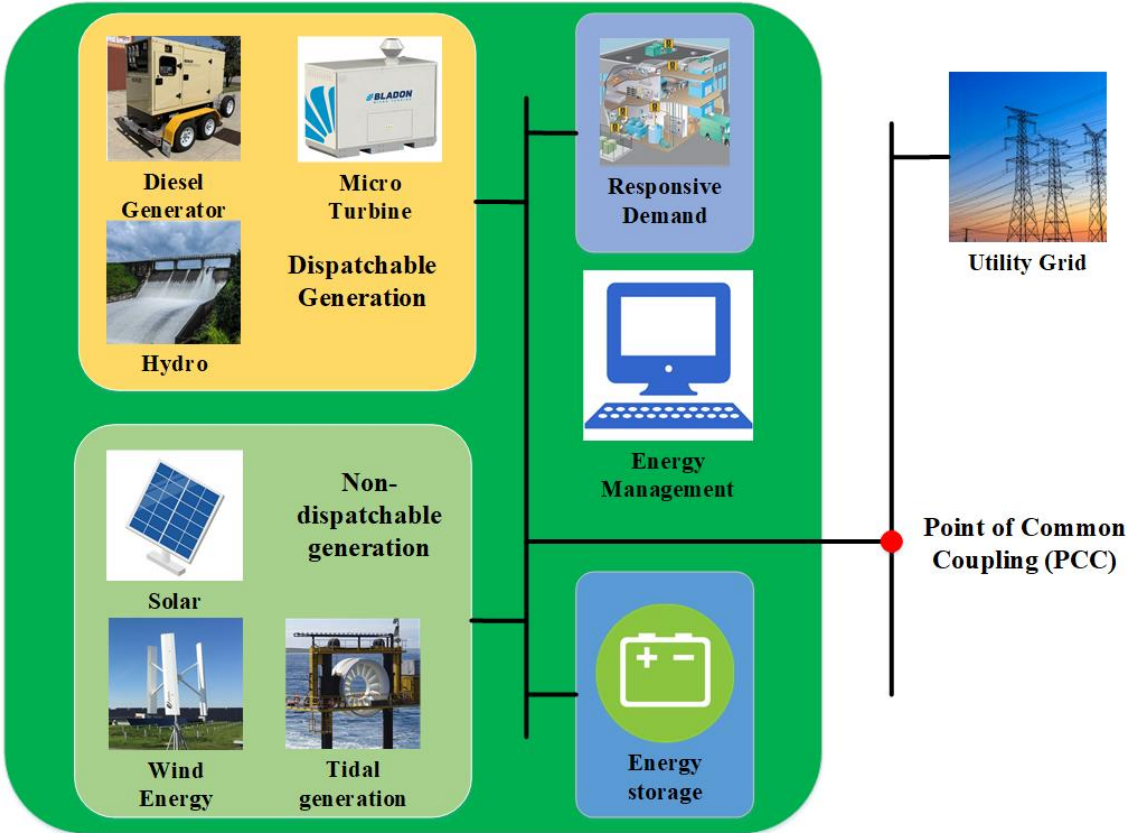 BLADON
Diesel
Generator
Micro
Turbine
Dispatchable
Generation
Hydro
Responsive
Demand
Utility Grid
Energy
Management
Non-
dispatchable
generation
Solar
Point of Common
Coupling (PCC)
Wind
Energy
Tidal
generation
Energy
storage